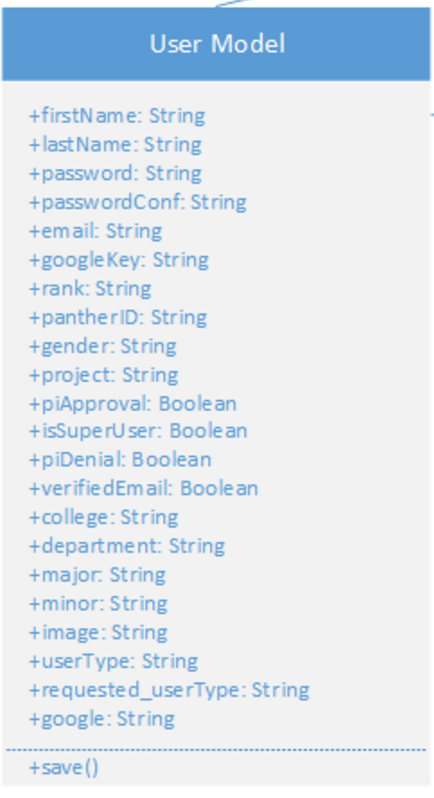 User Model
+firstName: String
+lastName: String
+password: String
+passwordConf: String
+email: String
+googleKey: String
+rank: String
+pantherID: String
+gender: String
+project: String
+piApproval: Boolean
+isSuperUser: Boolean
+piDenial: Boolean
+verifiedEmail: Boolean
+college: String
+department: String
+major: String
+minor: String
+image: String
+userType: String
+requested_userType: String
+google: String
+save()